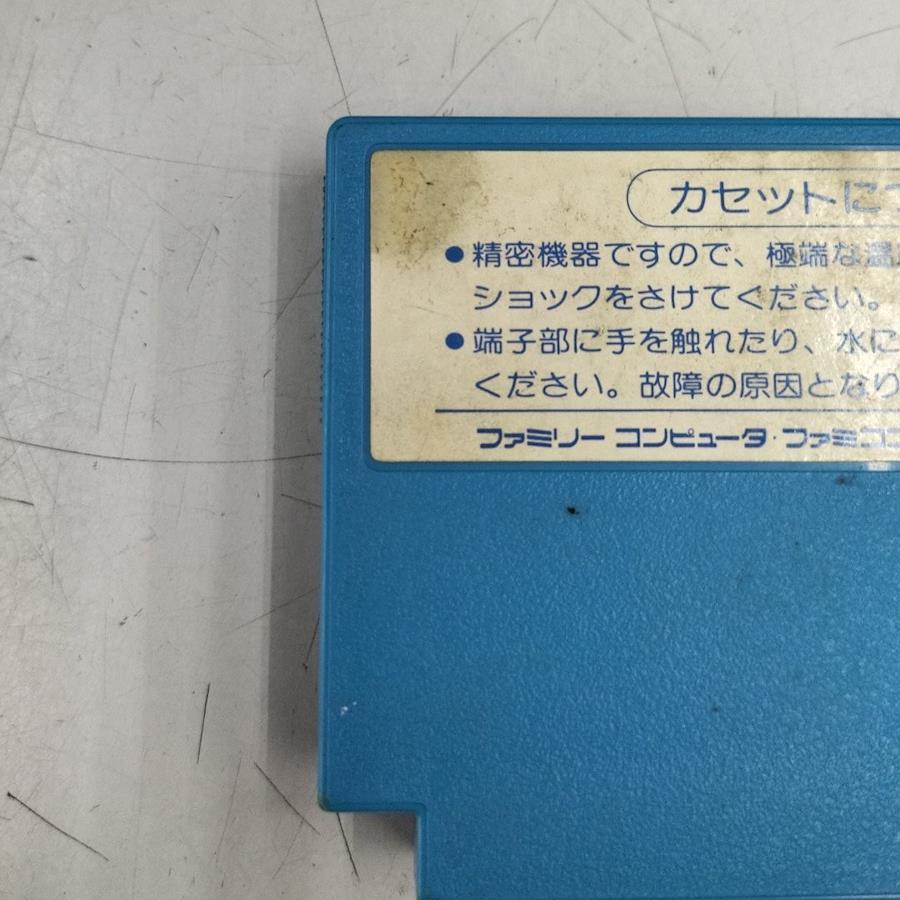 カセットに
●精密機器ですので、極端な温
ショックをさけてください。
●端子部に手を触れたり、水に
ください。故障の原因となり
ファミリー コンピュータ・ファミコン